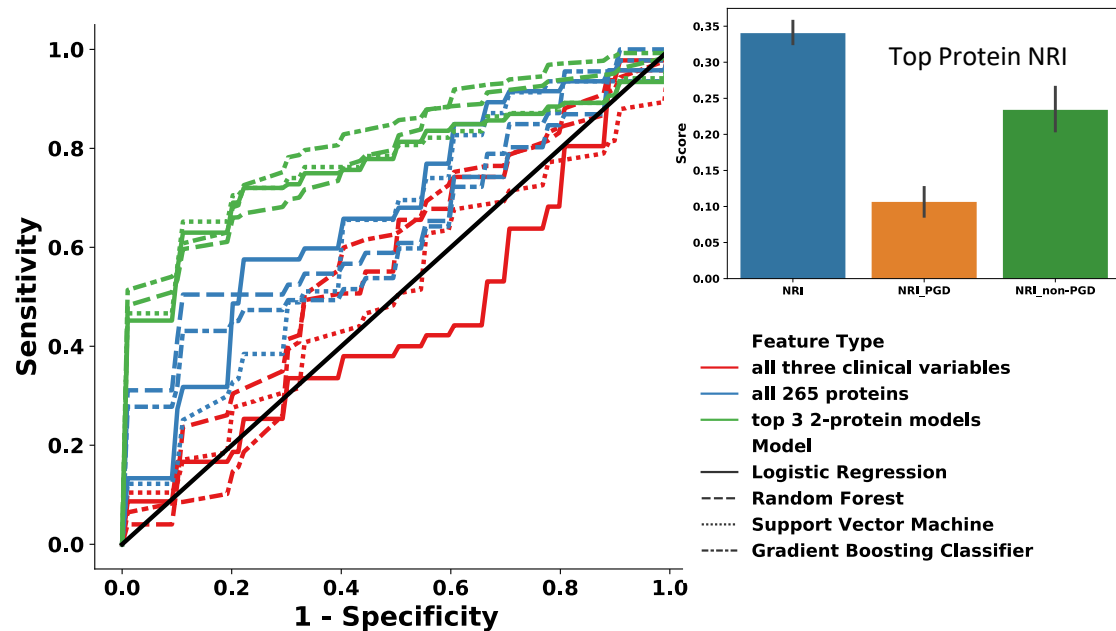 1.0
0.8
0.6
0.4
0.2
0.0
Sensitivity
0.0 0.2 0.4 0.6 0.8 1.0
1 - Specificity
0.35
0.30
0.25
0.20
0.15
0.10
0.05
0.00
Score
Top Protein NRI
NRI NRI_PGD NRI_non-PGD
Feature Type
all three clinical variables
all 265 proteins
top 3 2-protein models
Model
Logistic Regression
Random Forest
Support Vector Machine
Gradient Boosting Classifier